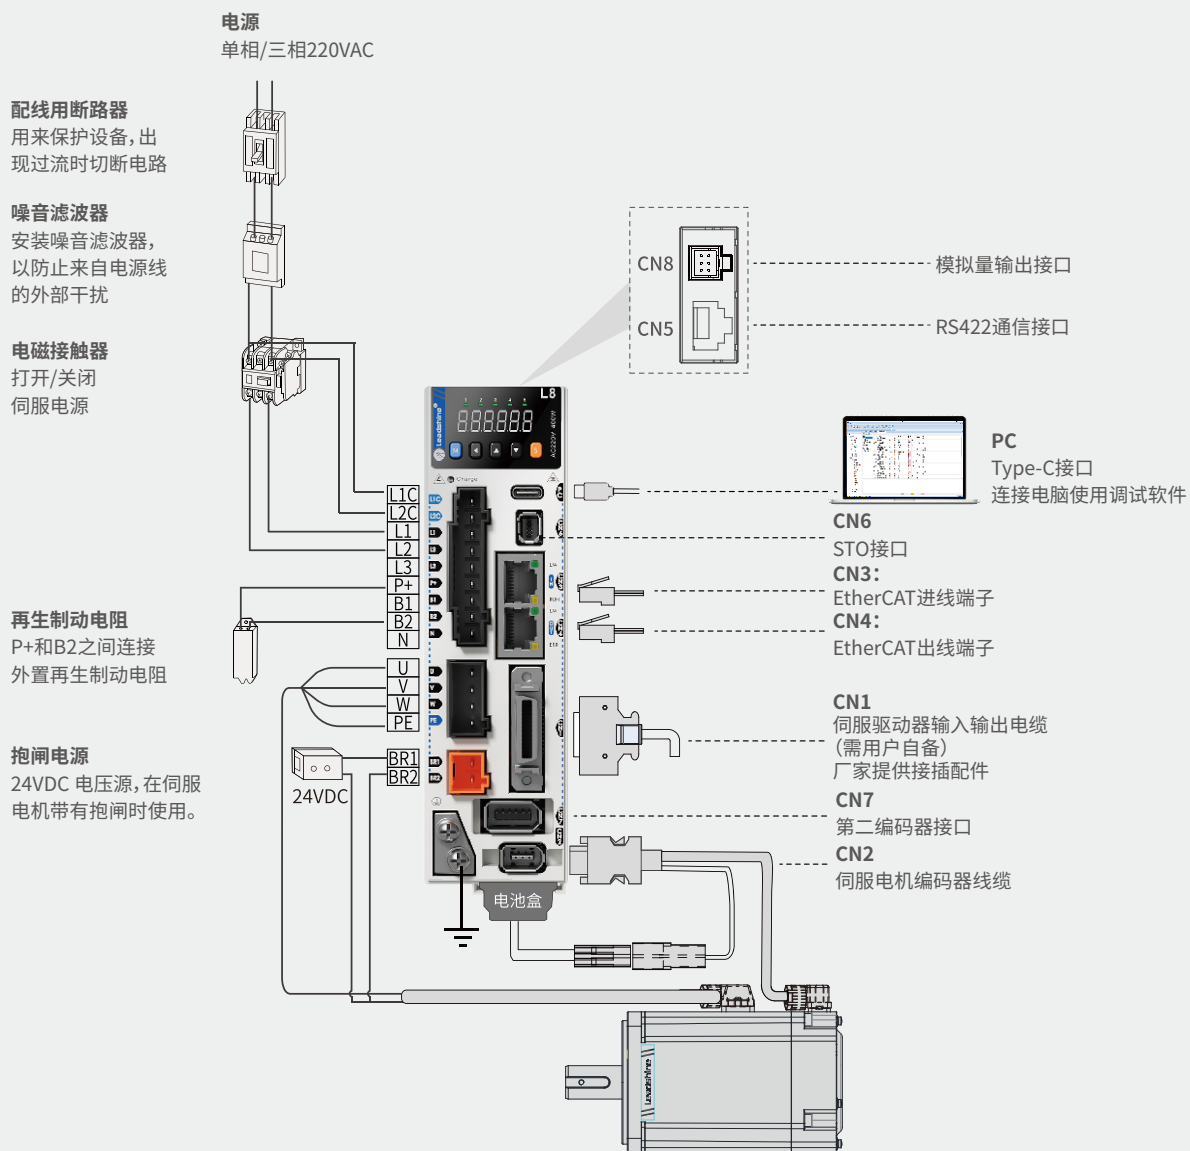 电源
单相/三相220VAC
配线用断路器
用来保护设备，出
现过流时切断电路
噪音滤波器
安装噪音滤波器，
以防止来自电源线
的外部干扰
电磁接触器
打开/关闭
伺服电源
CN8
模拟量输出接口
CN5
RS422通信接口
L8
Leadshine
AC220V 400W
1 2 3 4 5
M
S
Charge
PC
Type-C接口
连接电脑使用调试软件
CN6
STO接口
CN3：
EtherCAT进线端子
CN4：
EtherCAT出线端子
L1C
L2C
L1
L2
L3
P+
B1
B2
N
U
V
W
PE
BR1
BR2
再生制动电阻
P+和B2之间连接
外置再生制动电阻
抱闸电源
24VDC 电压源，在伺服
电机带有抱闸时使用。
24VDC
CN1
伺服驱动器输入输出电缆
（需用户自备）
厂家提供接插配件
CN7
第二编码器接口
CN2
伺服电机编码器线缆
电池盒
Leadshine